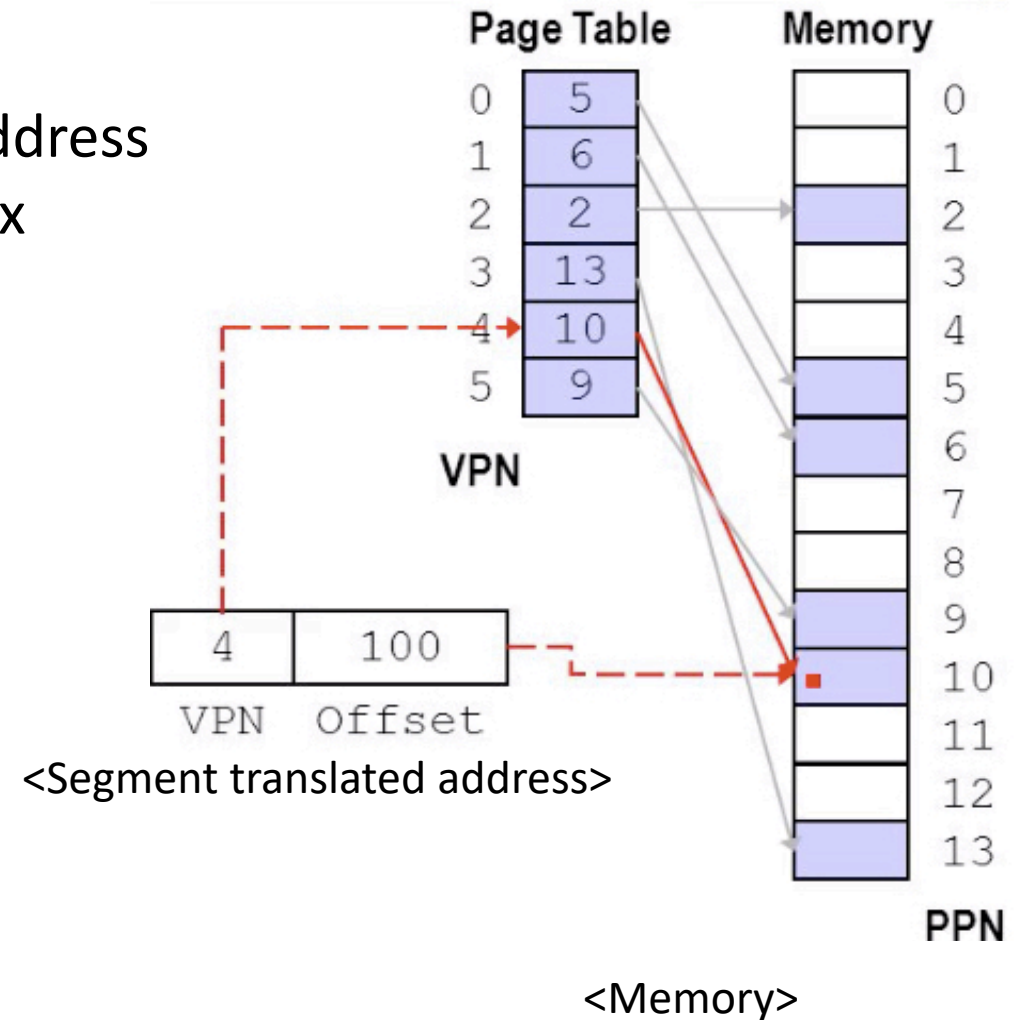 Page Table
Memory
ddress
x
0 5
1 6
2 2
3 13
4 10
5 9
VPN
0
1
2
3
4
5
6
7
8
9
10
11
12
13
PPN
4 100
VPN Offset
<Segment translated address>
<Memory>